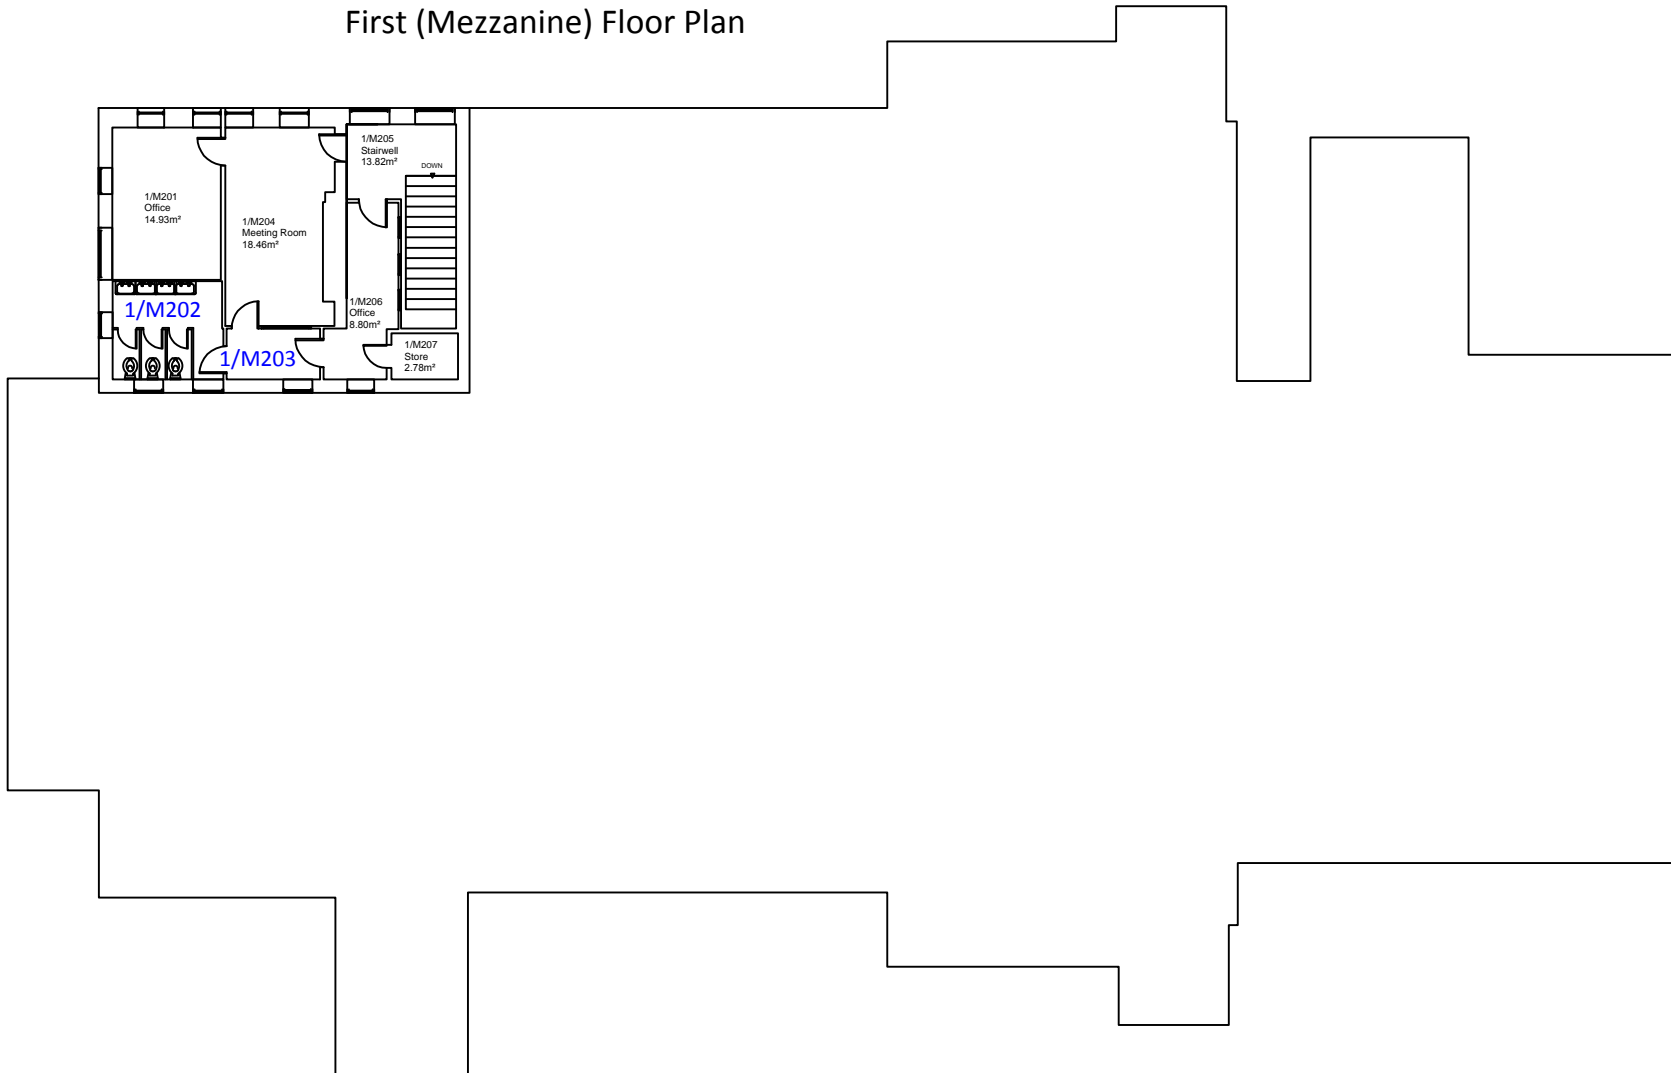 First (Mezzanine) Floor Plan
1/M205
Stairwell
13.82m²
DOWN
1/M201
Office
14.93m²
1/M204
Meeting Room
18.46m²
1/M202
1/M206
Office
8.80m²
1/M203
1/M207
Store
2.78m²